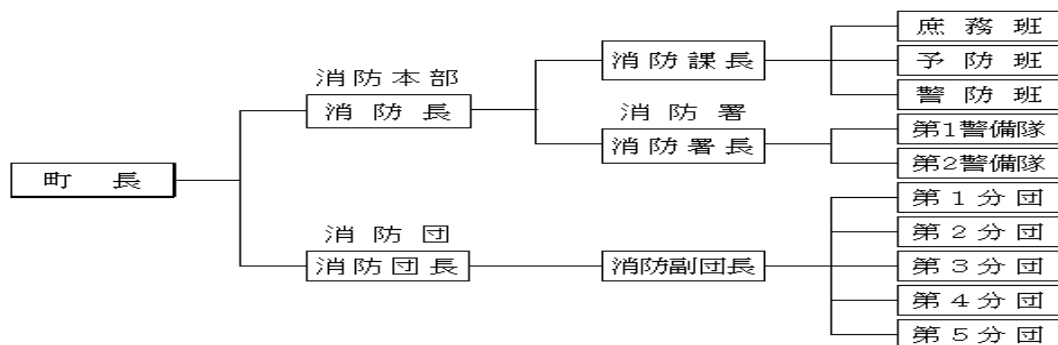 庶務班
消防課長
予防班
消防本部
警防班
消防長
消防署
第1警備隊
消防署長
第2警備隊
町長
第1分団
消防団
第2分団
消防団長
消防副団長
第3分団
第4分団
第5分団